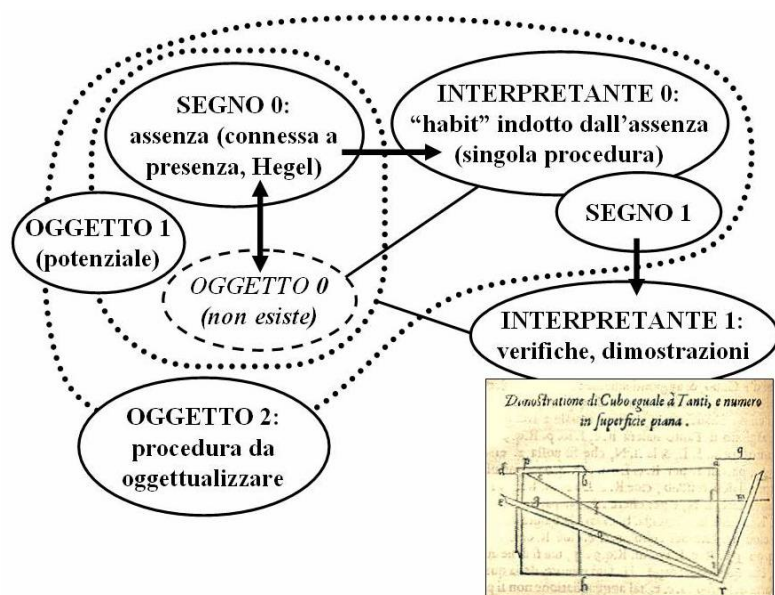 SEGNO 0:
assenza (connessa a
presenza, Hegel)
INTERPRETANTE 0:
“habit” indotto dall’assenza
(singola procedura)
SEGNO 1
OGGETTO 1
(potenziale)
OGGETTO 0
(non esiste)
INTERPRETANTE 1:
verifiche, dimostrazioni
OGGETTO 2:
procedura da
oggettualizzare
Dimostratione di Cubo eguale à Tanti, e numero
in superficie piana.
d p b a g
e g f l m
h r